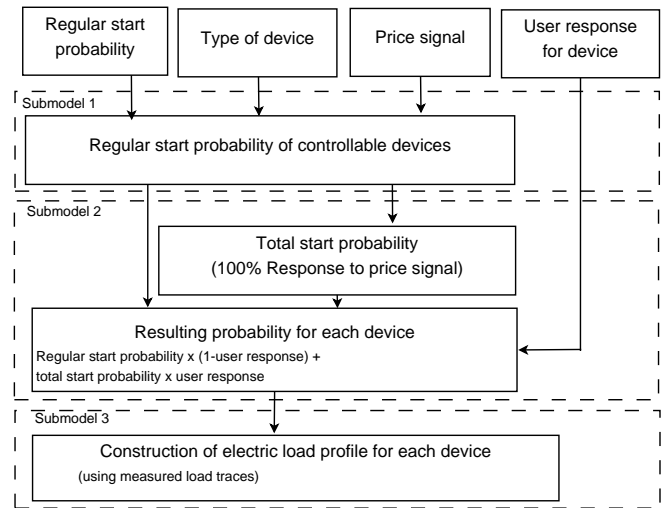 Regular start
probability
Type of device
Price signal
User response
for device
Submodel 1
Regular start probability of controllable devices
Submodel 2
Total start probability
(100% Response to price signal)
Resulting probability for each device
Regular start probability x (1-user response) +
total start probability x user response
Submodel 3
Construction of electric load profile for each device
(using measured load traces)